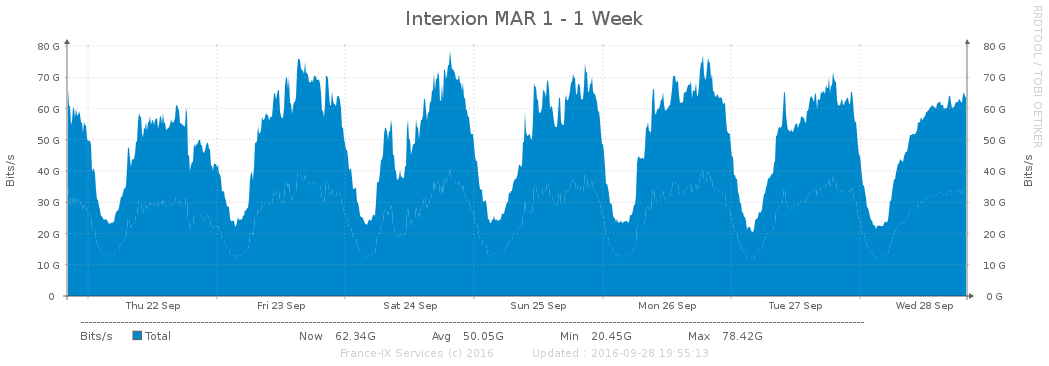 Interxion MAR 1 - 1 Week
RRDTOOL / TOBI OETIKER
Bits/s
80 G 80 G
70 G 70 G
60 G 60 G
50 G 50 G
40 G 40 G
30 G 30 G
20 G 20 G
10 G 10 G
0 0 G
Bits/s
Thu 22 Sep Fri 23 Sep Sat 24 Sep Sun 25 Sep Mon 26 Sep Tue 27 Sep Wed 28 Sep
Bits/s Total Now 62.34G Avg 50.05G Min 20.45G Max 78.42G
France-IX Services (c) 2016 Updated : 2016-09-28 19:55:13